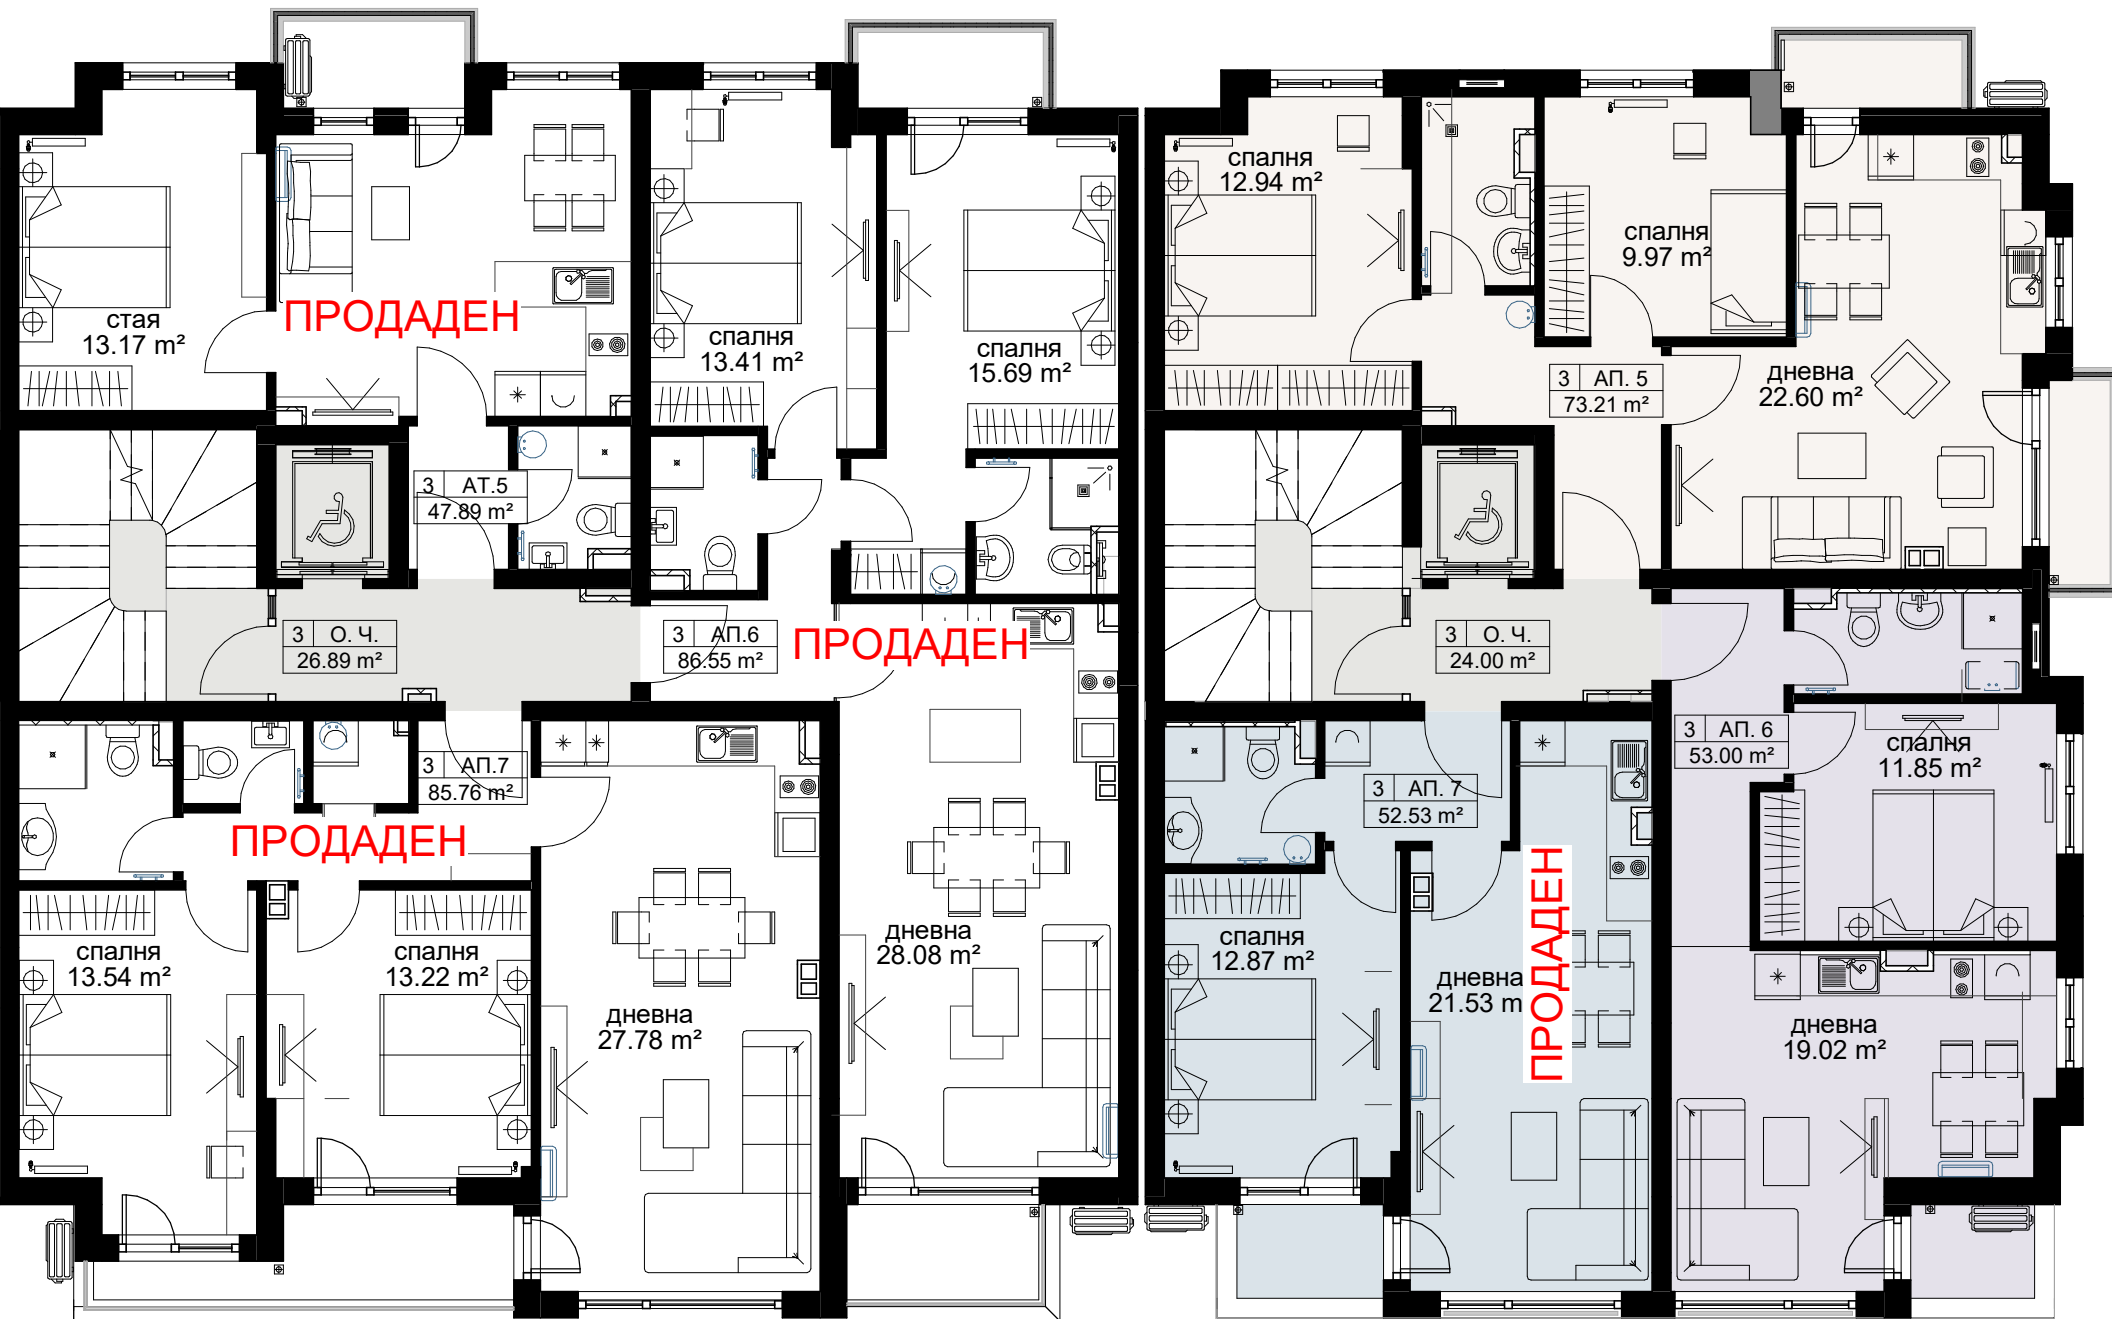 стая
13.17 m²
ПРОДАДЕН
спалня
13.41 m²
спалня
15.69 m²
3 АТ.5
47.89 m²
3 О. Ч.
26.89 m²
3 АП.6
86.55 m²
ПРОДАДЕН
3 АП.7
85.76 m²
ПРОДАДЕН
спалня
13.54 m²
спалня
13.22 m²
дневна
27.78 m²
дневна
28.08 m²
спалня
12.94 m²
спалня
9.97 m²
3 АП. 5
73.21 m²
дневна
22.60 m²
3 О. Ч.
24.00 m²
3 АП. 6
53.00 m²
спалня
11.85 m²
3 АП. 7
52.53 m²
спалня
12.87 m²
дневна
21.53 m
ПРОДАДЕН
дневна
19.02 m²